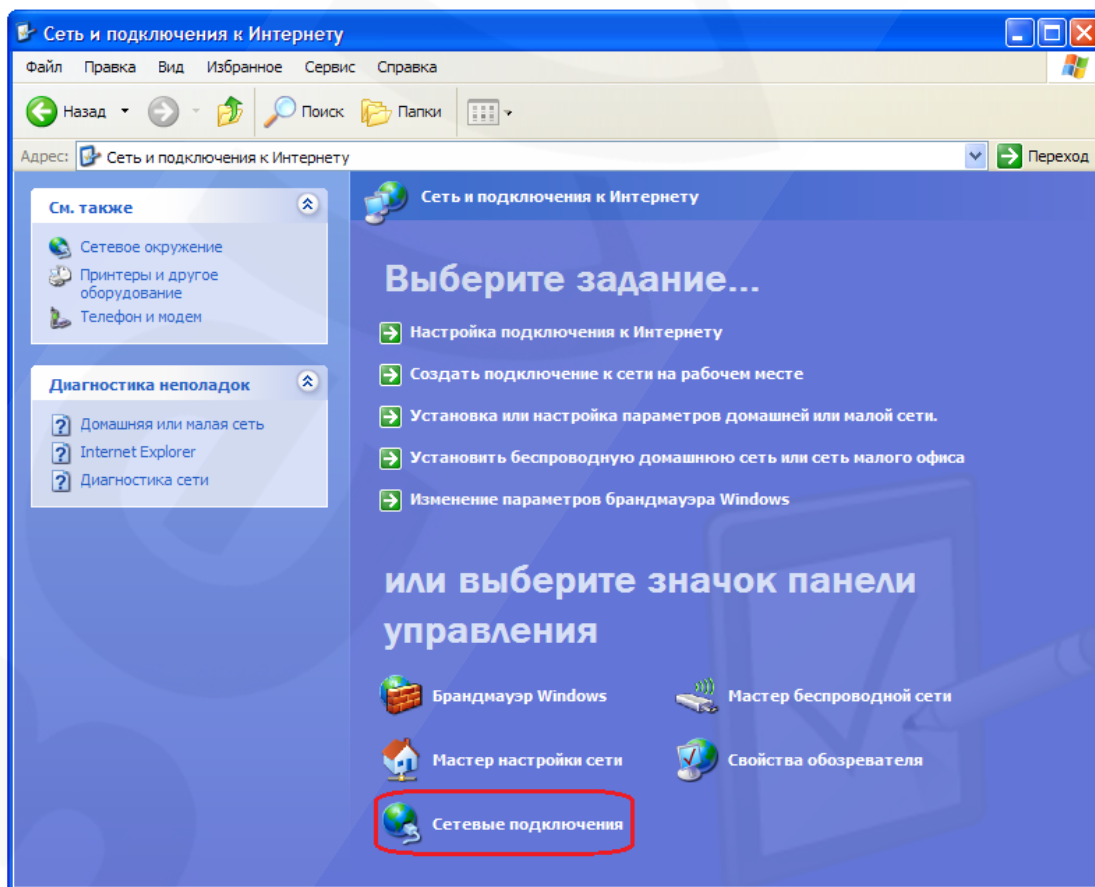 Сеть и подключения к Интернету
Файл Правка Вид Избранное Сервис Справка
Назад Поиск Папки
Адрес: Сеть и подключения к Интернету Переход
См. также
Сетевое окружение
Принтеры и другое
оборудование
Телефон и модем
Диагностика неполадок
Домашняя или малая сеть
Internet Explorer
Диагностика сети
Сеть и подключения к Интернету
Выберите задание...
Настройка подключения к Интернету
Создать подключение к сети на рабочем месте
Установка или настройка параметров домашней или малой сети.
Установить беспроводную домашнюю сеть или сеть малого офиса
Изменение параметров брандмауэра Windows
или выберите значок панели
управления
Брандмауэр Windows Мастер беспроводной сети
Мастер настройки сети Свойства обозревателя
Сетевые подключения